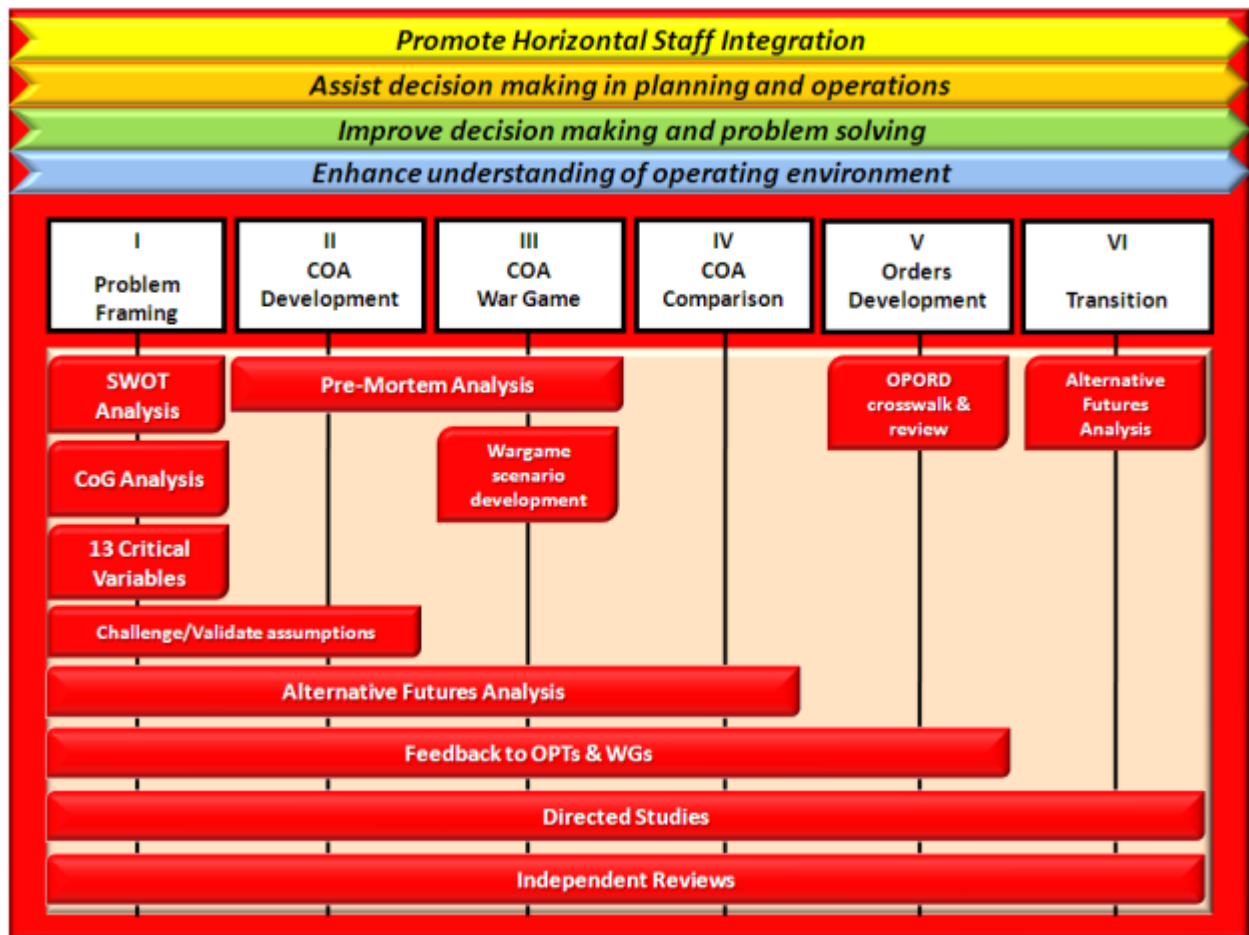 Promote Horizontal Staff Integration
Assist decision making in planning and operations
Improve decision making and problem solving
Enhance understanding of operating environment
I
Problem
Framing
II
COA
Development
III
COA
War Game
IV
COA
Comparison
V
Orders
Development
VI
Transition
SWOT
Analysis
Pre-Mortem Analysis
OPORD
crosswalk &
review
Alternative
Futures
Analysis
CoG Analysis
Wargame
scenario
development
13 Critical
Variables
Challenge/Validate assumptions
Alternative Futures Analysis
Feedback to OPTs & WGs
Directed Studies
Independent Reviews